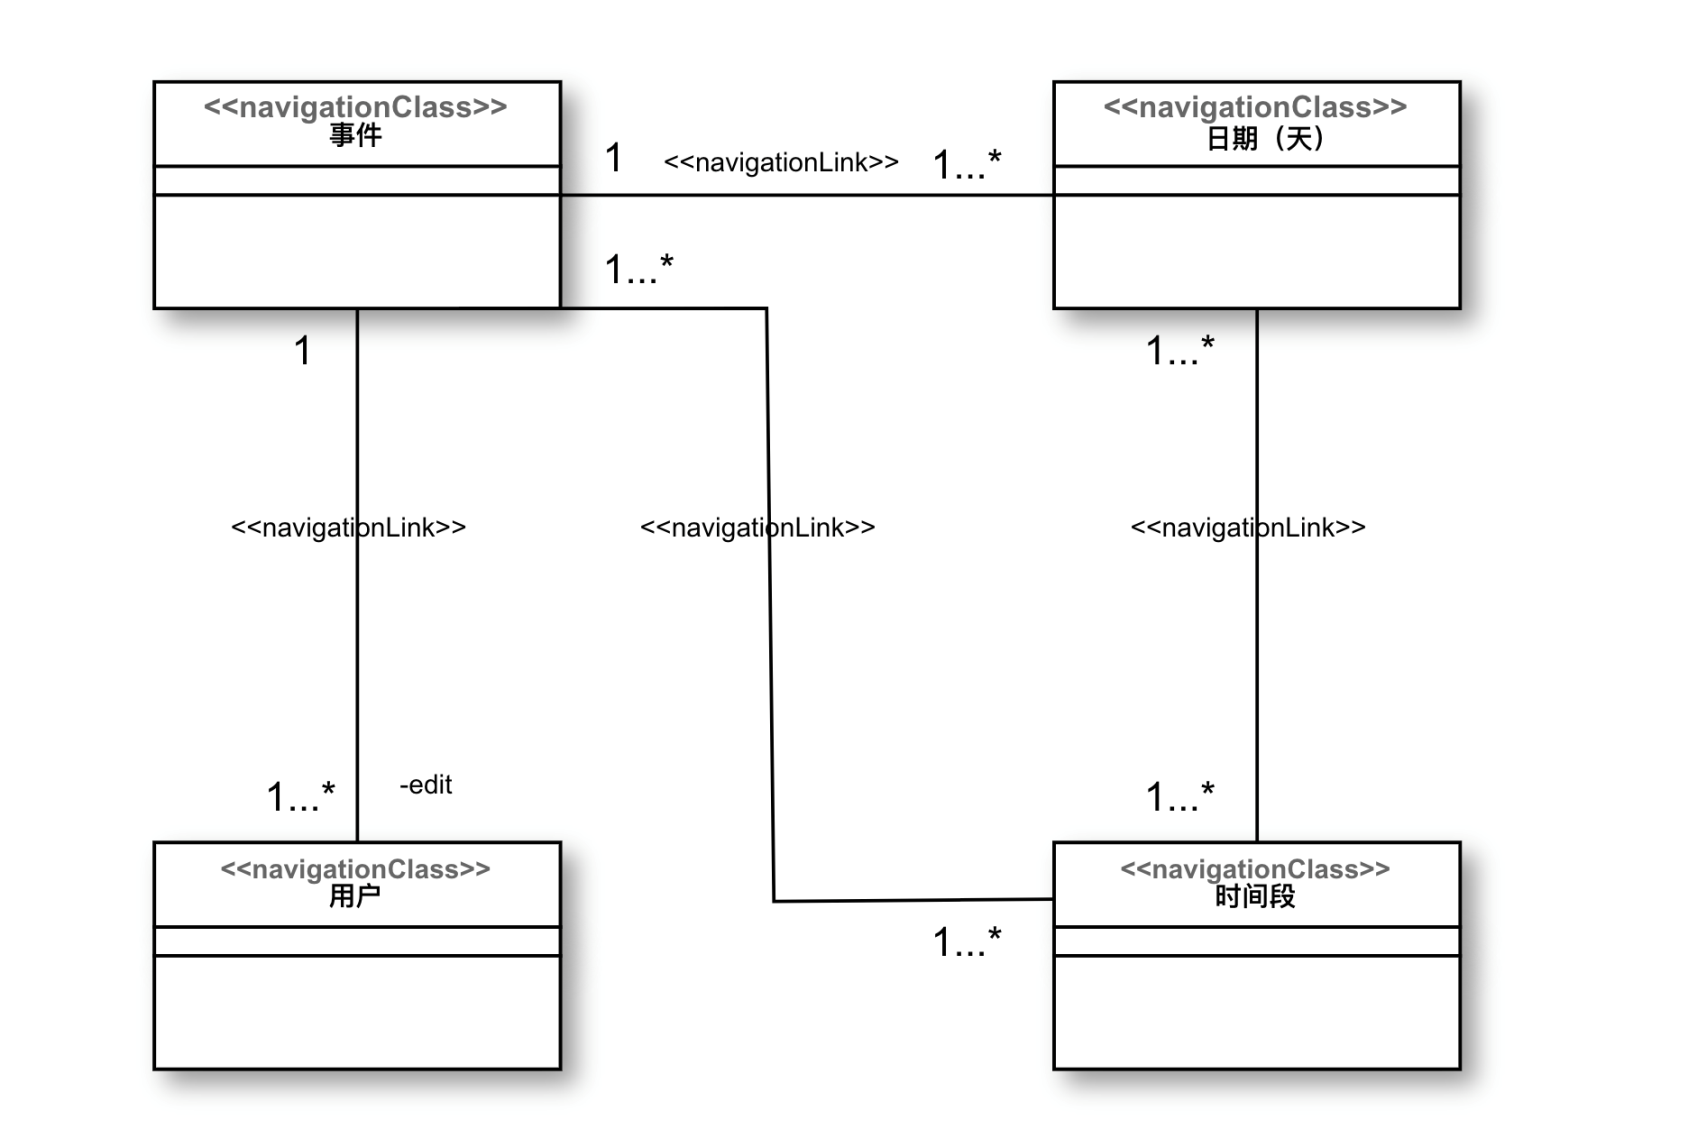 <<navigationClass>>
事件
<<navigationClass>>
日期（天）
1
<<navigationLink>>
1...*
1...*
1
1...*
<<navigationLink>>
<<navigationLink>>
<<navigationLink>>
1...*
-edit
1...*
<<navigationClass>>
用户
<<navigationClass>>
时间段
1...*